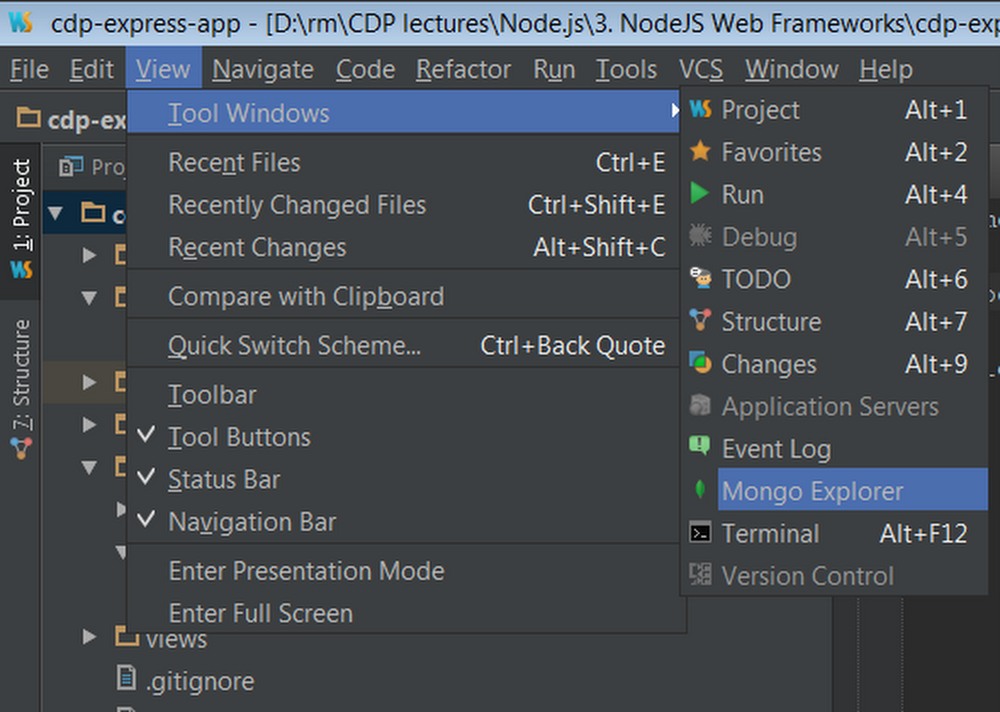 cdp-express-app - [D:\rm\CDP lectures\Node.js\3. NodeJS Web Frameworks\cdp-exp
File Edit View Navigate Code Refactor Run Tools VCS Window Help
cdp-ex
Pro
1: Project
7: Structure
Tool Windows
Recent Files Ctrl+E
Recently Changed Files Ctrl+Shift+E
Recent Changes Alt+Shift+C
Compare with Clipboard
Quick Switch Scheme... Ctrl+Back Quote
Toolbar
Tool Buttons
Status Bar
Navigation Bar
Enter Presentation Mode
Enter Full Screen
Project Alt+1
Favorites Alt+2
Run Alt+4
Debug Alt+5
TODO Alt+6
Structure Alt+7
Changes Alt+9
Application Servers
Event Log
Mongo Explorer
Terminal Alt+F12
Version Control
views
.gitignore